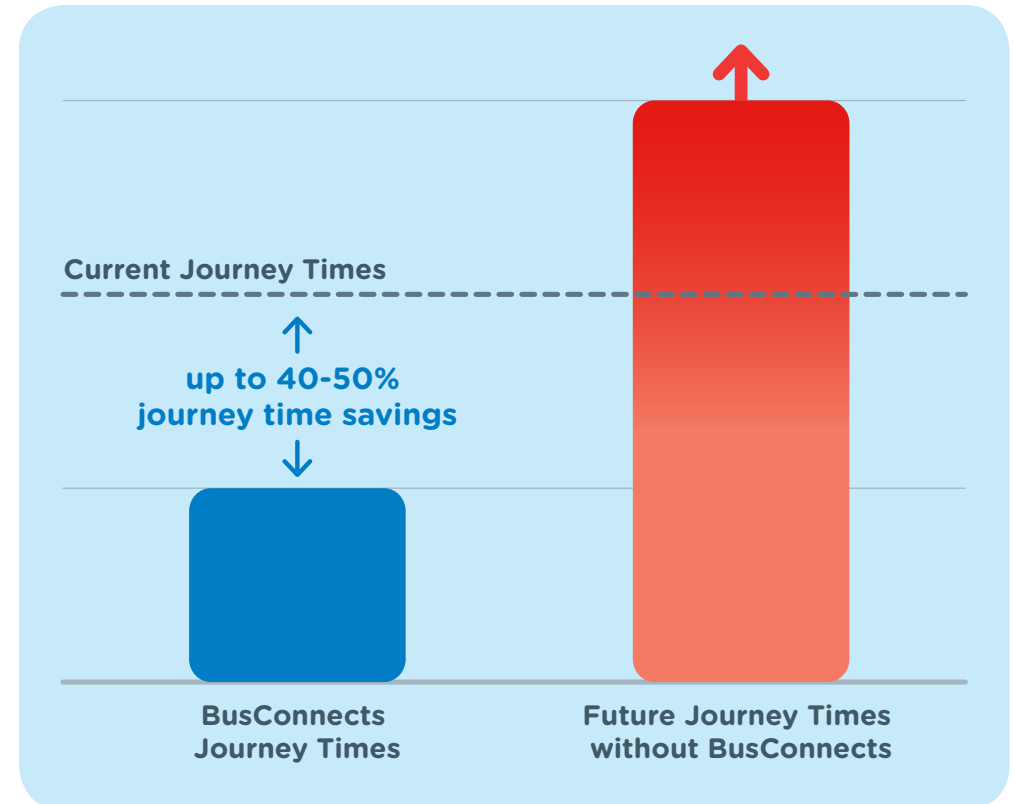 Current Journey Times
up to 40-50%
journey time savings
BusConnects
Journey Times
Future Journey Times
without BusConnects